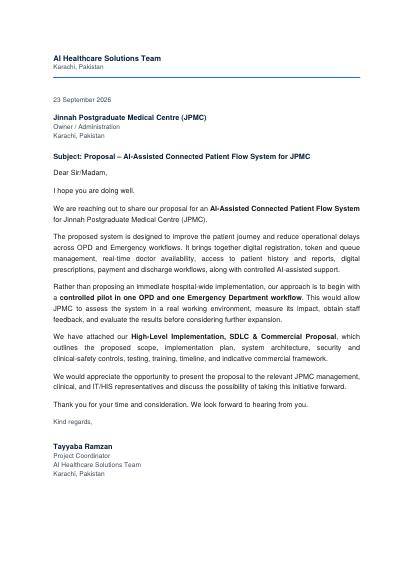 AI Healthcare Solutions Team
Karachi, Pakistan
23 September 2026
Jinnah Postgraduate Medical Centre (JPMC)
Owner / Administration
Karachi, Pakistan
Subject: Proposal – AI-Assisted Connected Patient Flow System for JPMC
Dear Sir/Madam,
I hope you are doing well.
We are reaching out to share our proposal for an AI-Assisted Connected Patient Flow System
for Jinnah Postgraduate Medical Centre (JPMC).
The proposed system is designed to improve the patient journey and reduce operational delays
across OPD and Emergency workflows. It brings together digital registration, token and queue
management, real-time doctor availability, access to patient history and reports, digital
prescriptions, payment and discharge workflows, along with controlled AI-assisted support.
Rather than proposing an immediate hospital-wide implementation, our approach is to begin with
a controlled pilot in one OPD and one Emergency Department workflow. This would allow
JPMC to assess the system in a real working environment, measure its impact, obtain staff
feedback, and evaluate the results before considering further expansion.
We have attached our High-Level Implementation, SDLC & Commercial Proposal, which
outlines the proposed scope, implementation plan, system architecture, security and
clinical-safety controls, testing, training, timeline, and indicative commercial framework.
We would appreciate the opportunity to present the proposal to the relevant JPMC management,
clinical, and IT/HIS representatives and discuss the possibility of taking this initiative forward.
Thank you for your time and consideration. We look forward to hearing from you.
Kind regards,
Tayyaba Ramzan
Project Coordinator
AI Healthcare Solutions Team
Karachi, Pakistan